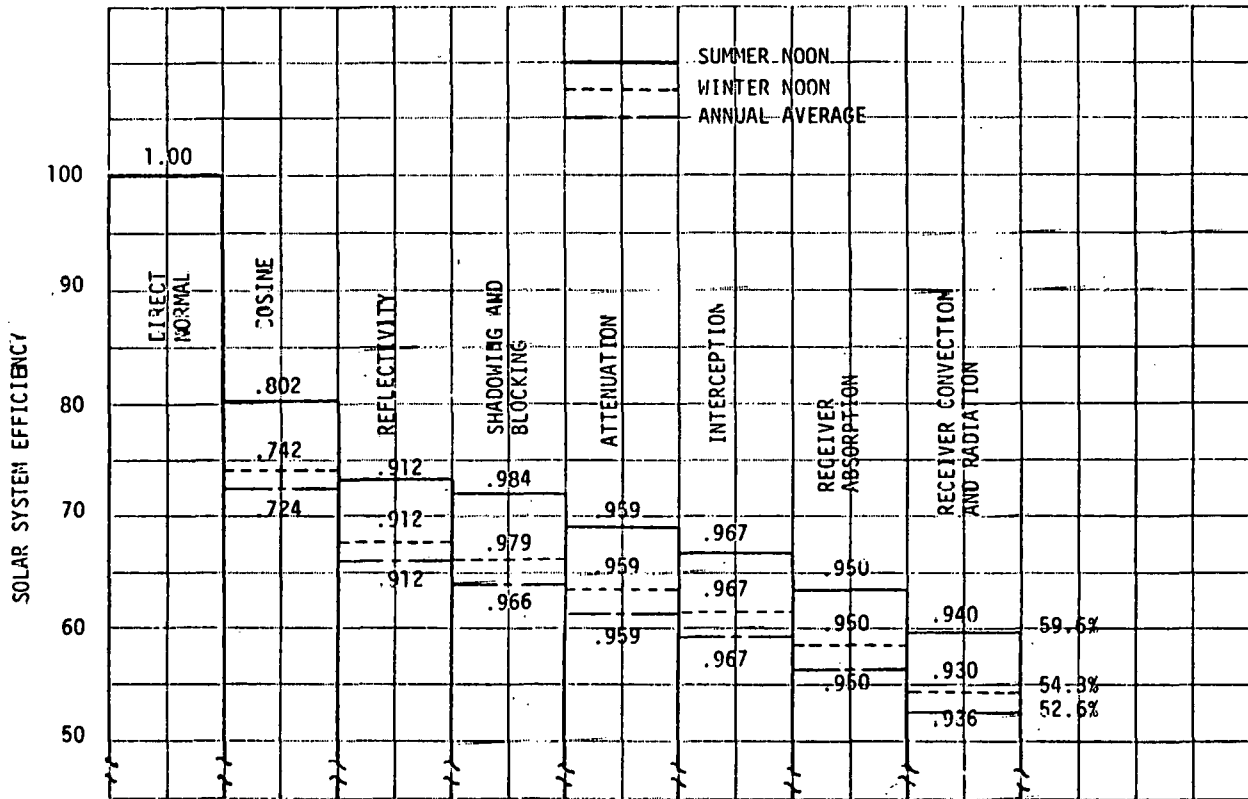 SUMMER NOON
WINTER NOON
ANNUAL AVERAGE
SOLAR SYSTEM EFFICIENCY
100
90
80
70
60
50
1.00
DIRECT
NORMAL
COSINE
.802
.742
.724
REFLECTIVITY
.912
.912
.912
SHADOWING AND
BLOCKING
.984
.979
.966
ATTENUATION
.959
.959
.959
INTERCEPTION
.967
.967
.967
RECEIVER
ABSORPTION
.950
.950
.950
RECEIVER CONVECTION
AND RADIATION
.940
.930
.936
59.6%
54.3%
52.6%